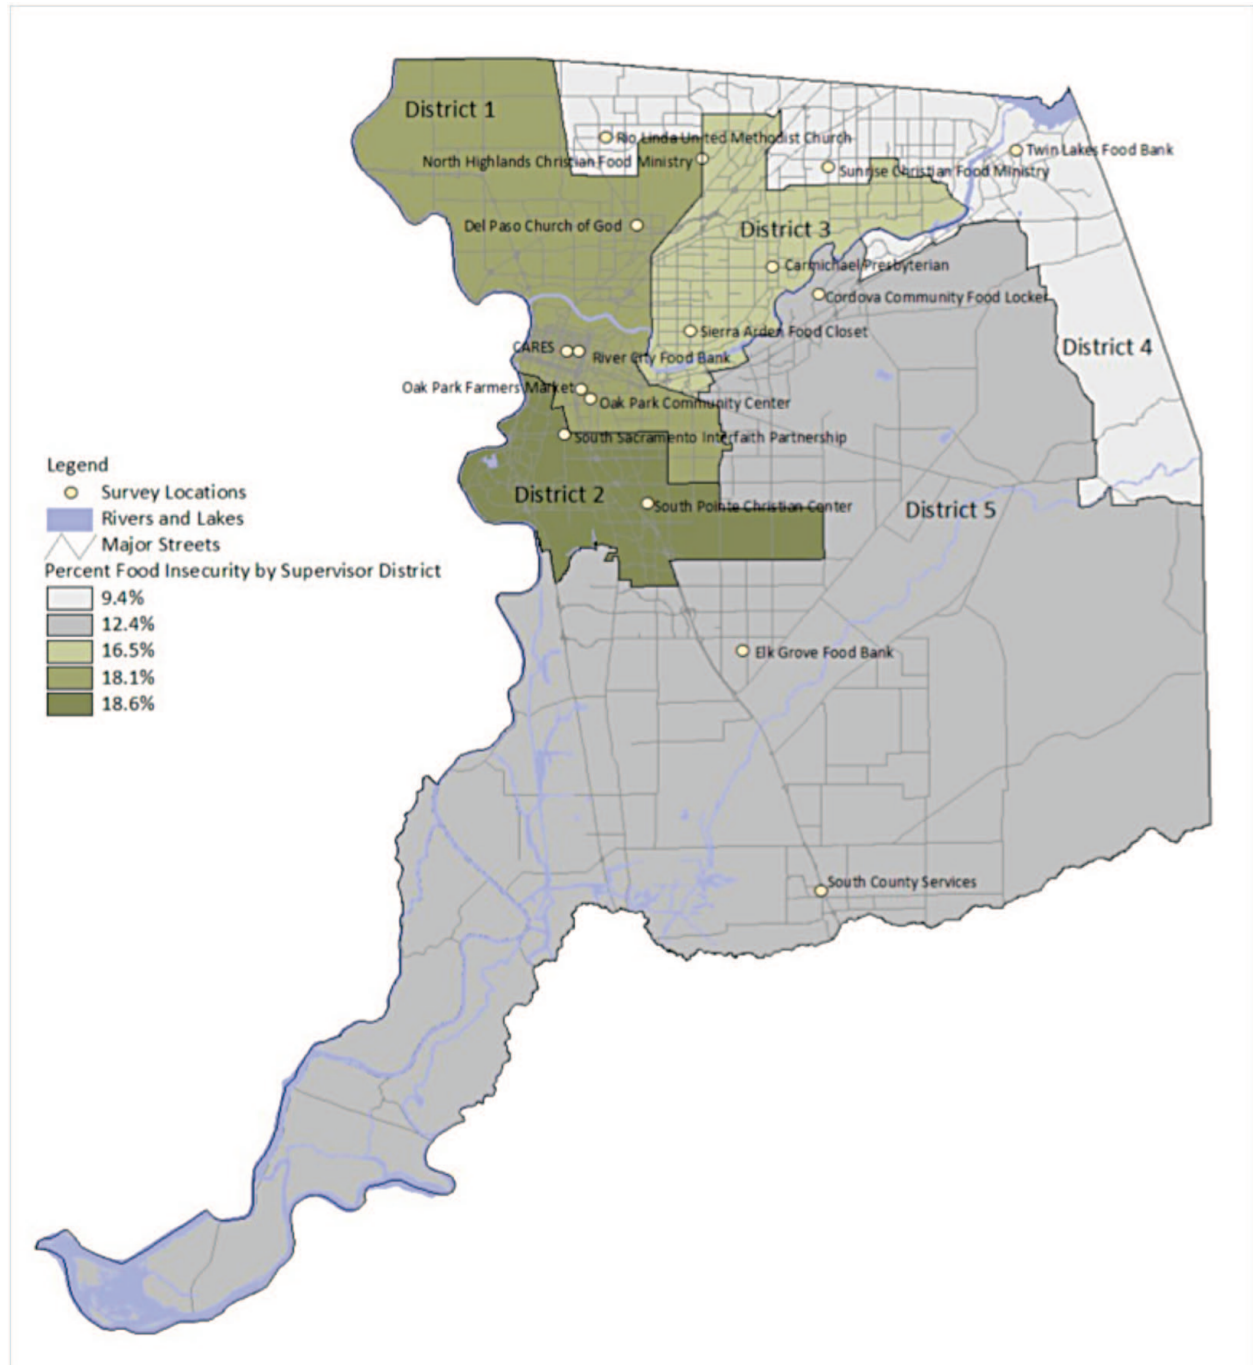 District 1
Rio Linda United Methodist Church
North Highlands Christian Food Ministry
Twin Lakes Food Bank
Sunrise Christian Food Ministry
Del Paso Church of God
District 3
Carmichael Presbyterian
Cordova Community Food Locker
Sierra Arden Food Closet
CARES
River City Food Bank
District 4
Oak Park Farmers Market
Oak Park Community Center
South Sacramento Interfaith Partnership
District 2
South Pointe Christian Center
District 5
Legend
Survey Locations
Rivers and Lakes
Major Streets
Percent Food Insecurity by Supervisor District
9.4%
12.4%
16.5%
18.1%
18.6%
Elk Grove Food Bank
South County Services